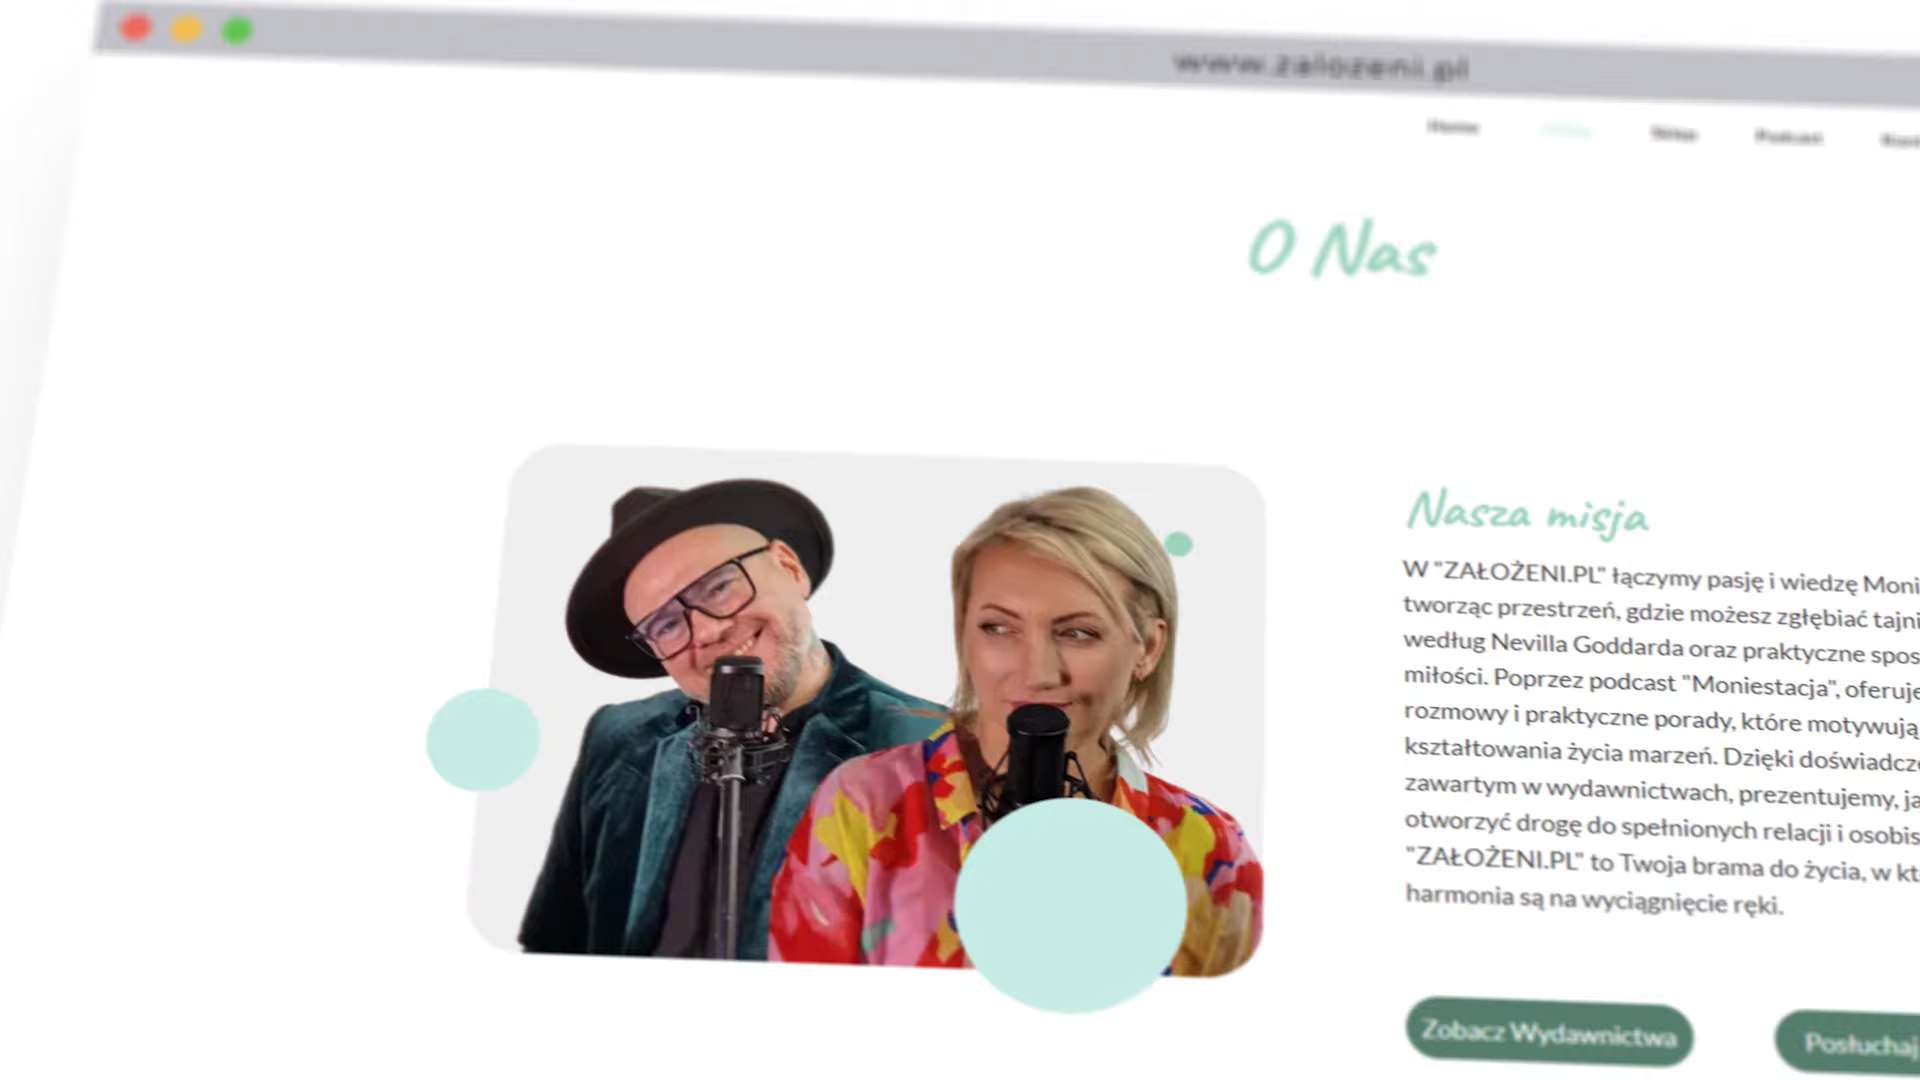 www.zalozeni.pl
Home
Sklep
Podcast
O Nas
Nasza misja
W "ZAŁOŻENI.PL" łączymy pasję i wiedzę Moni
tworząc przestrzeń, gdzie możesz zgłębiać tajni
według Nevilla Goddarda oraz praktyczne spos
miłości. Poprzez podcast "Moniestacja", oferuje
rozmowy i praktyczne porady, które motywują
kształtowania życia marzeń. Dzięki doświadcze
zawartym w wydawnictwach, prezentujemy, ja
otworzyć drogę do spełnionych relacji i osobis
"ZAŁOŻENI.PL" to Twoja brama do życia, w kt
harmonia są na wyciągnięcie ręki.
Zobacz Wydawnictwa
Posłuchaj